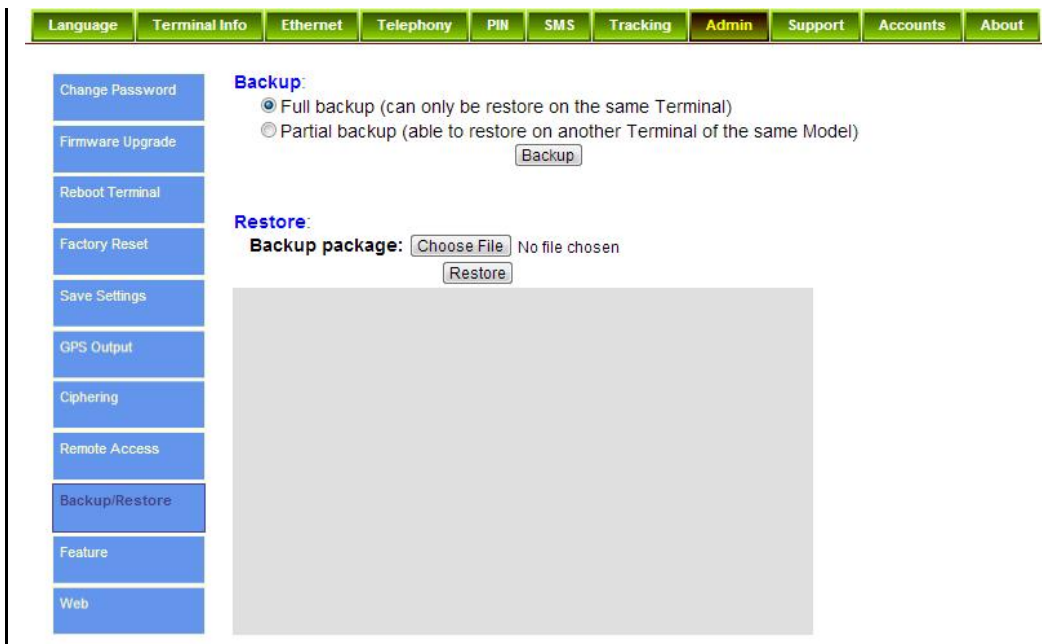 Language Terminal Info Ethernet Telephony PIN SMS Tracking Admin Support Accounts About
Change Password
Firmware Upgrade
Reboot Terminal
Factory Reset
Save Settings
GPS Output
Ciphering
Remote Access
Backup/Restore
Feature
Web
Backup:
Full backup (can only be restore on the same Terminal)
Partial backup (able to restore on another Terminal of the same Model)
Backup
Restore:
Backup package: Choose File No file chosen
Restore